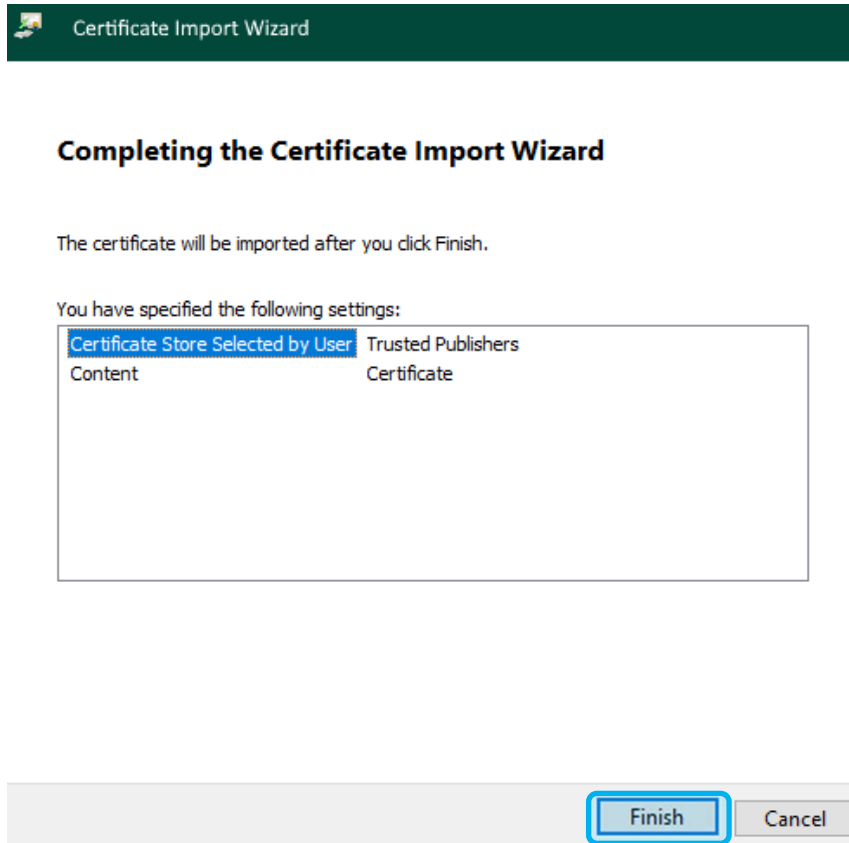 Certificate Import Wizard
Completing the Certificate Import Wizard
The certificate will be imported after you click Finish.
You have specified the following settings:
Certificate Store Selected by User Trusted Publishers
Content Certificate
Finish Cancel